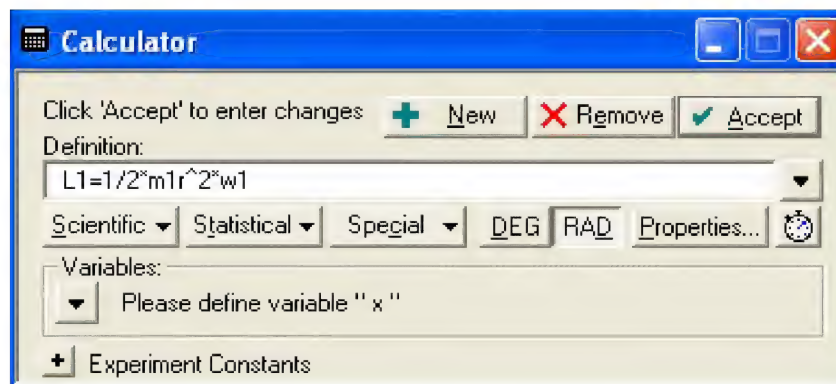 Calculator
Click 'Accept' to enter changes New Remove Accept
Definition:
L1=1/2*m1r^2*w1
Scientific Statistical Special DEG RAD Properties...
Variables:
Please define variable " x "
Experiment Constants